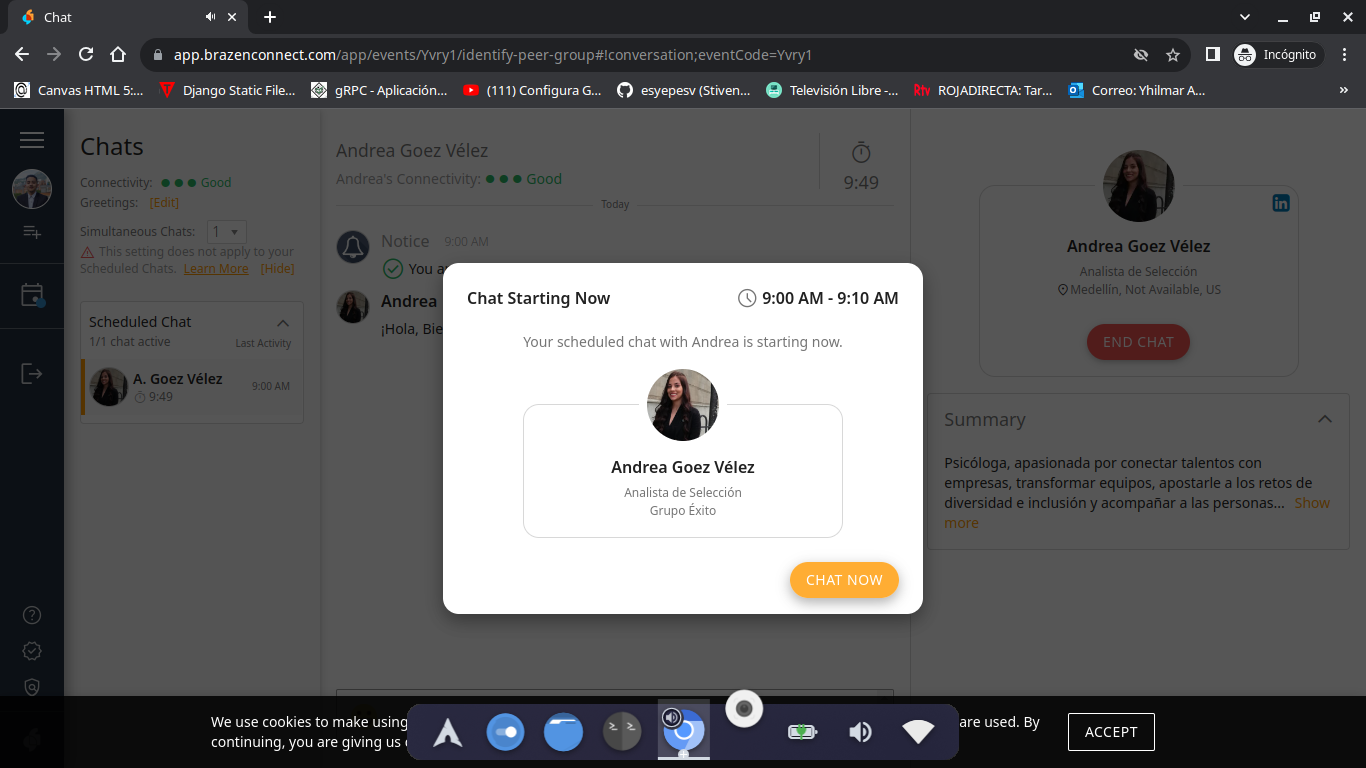 Chat
app.brazenconnect.com/app/events/Yvry1/identify-peer-group#!conversation;eventCode=Yvry1
Incógnito
Canvas HTML 5:...
Django Static File...
gRPC - Aplicación...
(111) Configura G...
esyepesv (Stiven...
Televisión Libre -...
Rtv
ROJADIRECTA: Tar...
Correo: Yhilmar A...
»
Chats
Connectivity: Good
Greetings: [Edit]
Simultaneous Chats: 1
This setting does not apply to your
Scheduled Chats. Learn More [Hide]
Scheduled Chat
1/1 chat active
Last Activity
A. Goez Vélez
9:49
9:00 AM
Andrea Goez Vélez
Andrea's Connectivity: Good
9:49
Today
Notice 9:00 AM
You a
Andrea
¡Hola, Bie
Chat Starting Now
9:00 AM - 9:10 AM
Your scheduled chat with Andrea is starting now.
Andrea Goez Vélez
Analista de Selección
Grupo Éxito
CHAT NOW
in
Andrea Goez Vélez
Analista de Selección
Medellín, Not Available, US
END CHAT
Summary
Psicóloga, apasionada por conectar talentos con
empresas, transformar equipos, apostarle a los retos de
diversidad e inclusión y acompañar a las personas... Show
more
We use cookies to make using
are used. By
continuing, you are giving us
ACCEPT